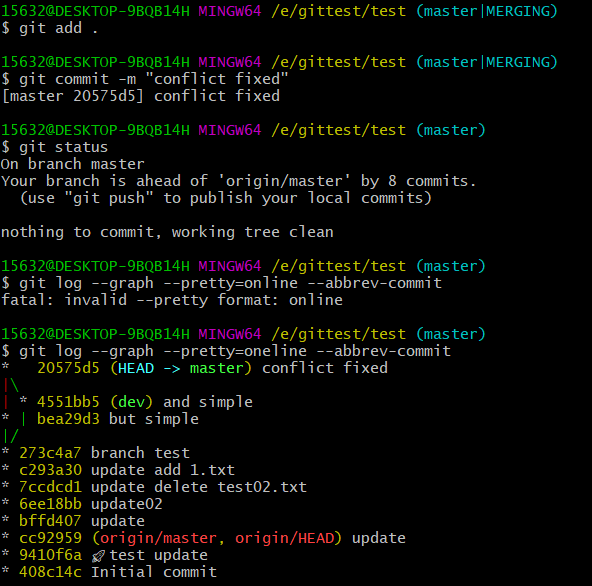 15632@DESKTOP-9BQB14H MINGW64 /e/gittest/test (master|MERGING)
$ git add .

15632@DESKTOP-9BQB14H MINGW64 /e/gittest/test (master|MERGING)
$ git commit -m "conflict fixed"
[master 20575d5] conflict fixed

15632@DESKTOP-9BQB14H MINGW64 /e/gittest/test (master)
$ git status
On branch master
Your branch is ahead of 'origin/master' by 8 commits.
  (use "git push" to publish your local commits)

nothing to commit, working tree clean

15632@DESKTOP-9BQB14H MINGW64 /e/gittest/test (master)
$ git log --graph --pretty=online --abbrev-commit
fatal: invalid --pretty format: online

15632@DESKTOP-9BQB14H MINGW64 /e/gittest/test (master)
$ git log --graph --pretty=oneline --abbrev-commit
*   20575d5 (HEAD -> master) conflict fixed
|\
| * 4551bb5 (dev) and simple
* | bea29d3 but simple
|/
* 273c4a7 branch test
* c293a30 update add 1.txt
* 7ccdcd1 update delete test02.txt
* 6ee18bb update02
* bffd407 update
* cc92959 (origin/master, origin/HEAD) update
* 9410f6a 🚀test update
* 408c14c Initial commit